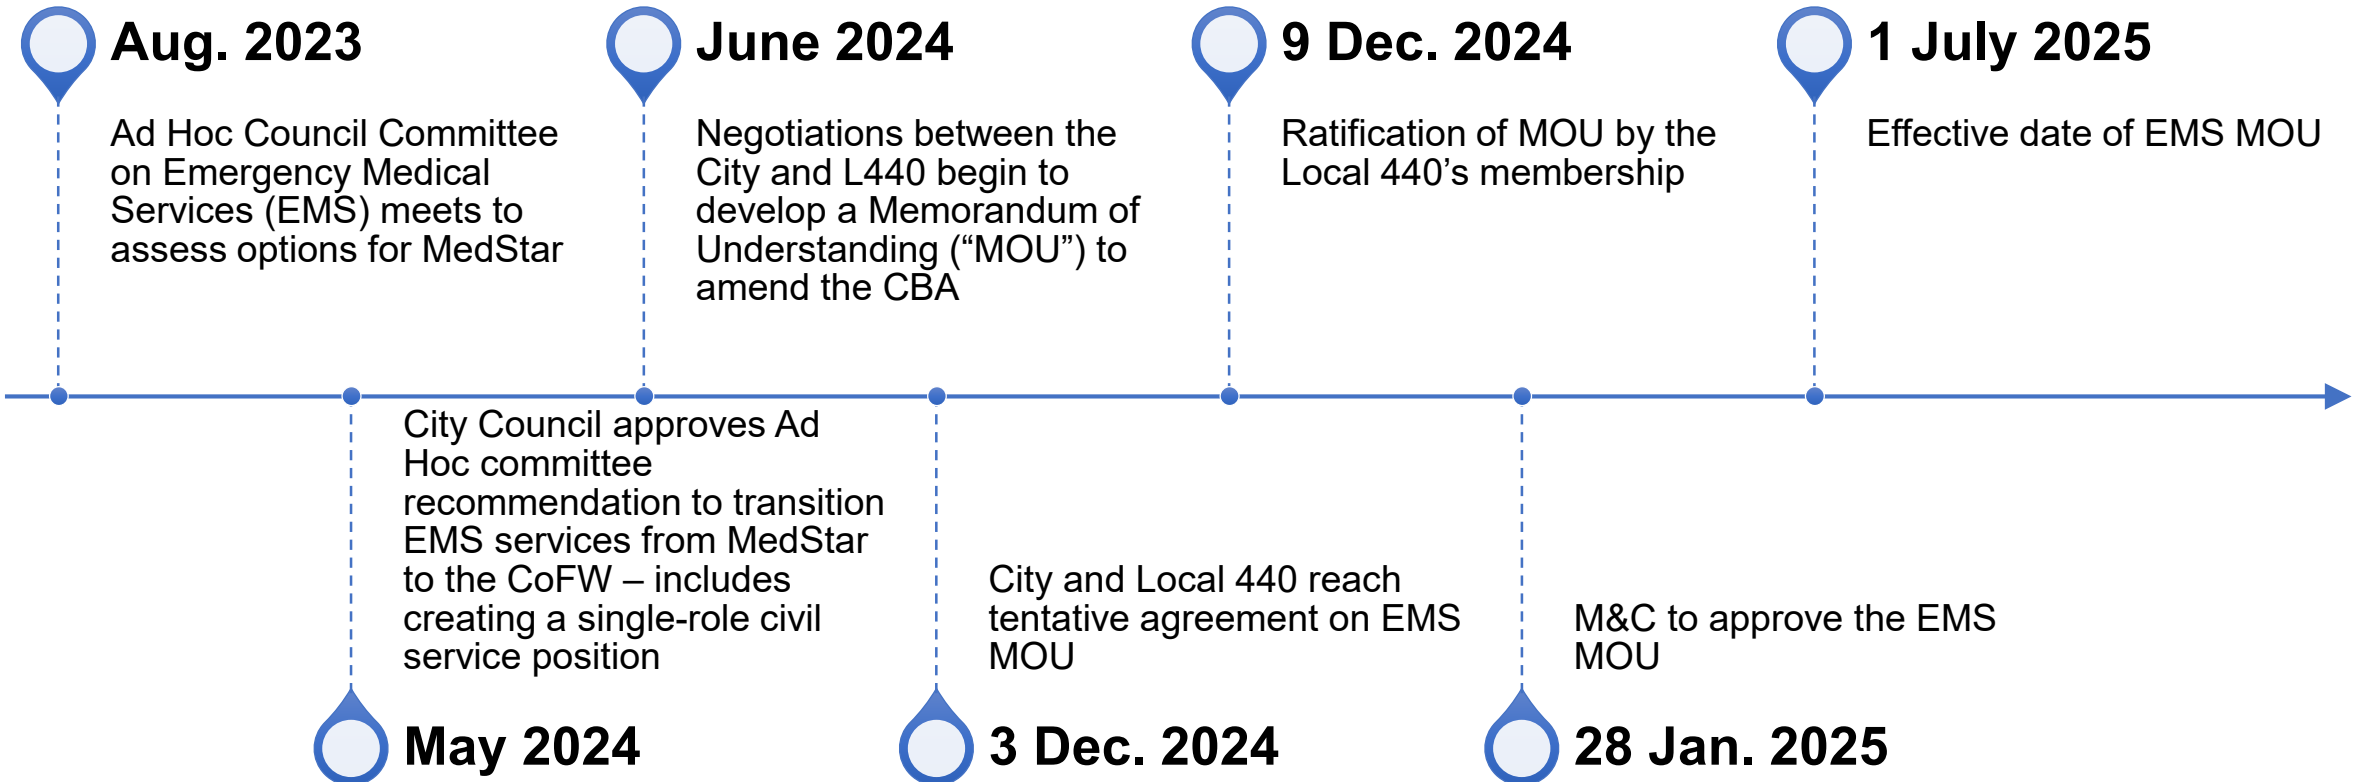 Aug. 2023
Ad Hoc Council Committee
on Emergency Medical
Services (EMS) meets to
assess options for MedStar
June 2024
Negotiations between the
City and L440 begin to
develop a Memorandum of
Understanding (“MOU”) to
amend the CBA
9 Dec. 2024
Ratification of MOU by the
Local 440’s membership
1 July 2025
Effective date of EMS MOU
City Council approves Ad
Hoc committee
recommendation to transition
EMS services from MedStar
to the CoFW – includes
creating a single-role civil
service position
May 2024
City and Local 440 reach
tentative agreement on EMS
MOU
3 Dec. 2024
M&C to approve the EMS
MOU
28 Jan. 2025